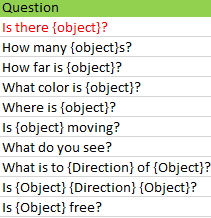 Question
Is there {object}?
How many {object}s?
How far is {object}?
What color is {object}?
Where is {object}?
Is {object} moving?
What do you see?
What is to {Direction} of {Object}?
Is {Object} {Direction} {Object}?
Is {Object} free?